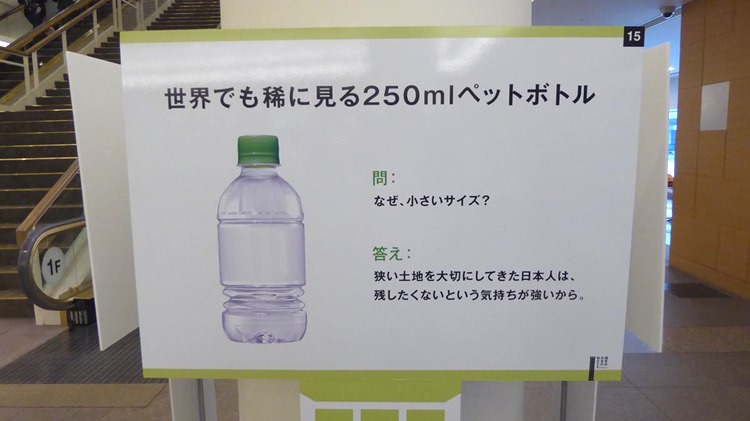 15
世界でも稀に見る250mlペットボトル
問：
なぜ、小さいサイズ？
答え：
狭い土地を大切にしてきた日本人は、
残したくないという気持ちが強いから。
1F